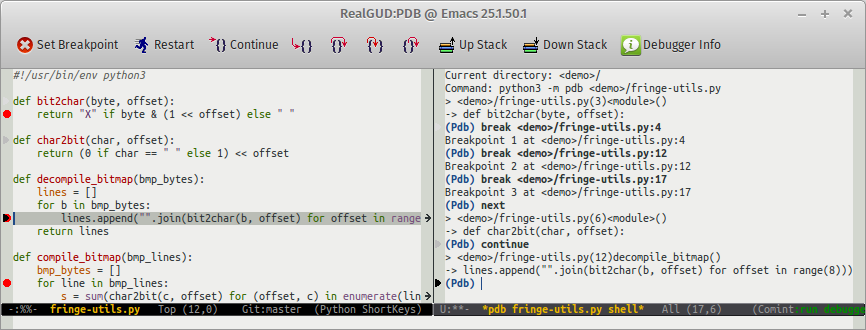 RealGUD:PDB @ Emacs 25.1.50.1
Set Breakpoint Restart Continue Up Stack Down Stack Debugger Info
#!/usr/bin/env python3
def bit2char(byte, offset):
    return "X" if byte & (1 << offset) else " "
def char2bit(char, offset):
    return (0 if char == " " else 1) << offset
def decompile_bitmap(bmp_bytes):
    lines = []
    for b in bmp_bytes:
        lines.append("".join(bit2char(b, offset) for offset in range
    return lines
def compile_bitmap(bmp_lines):
    bmp_bytes = []
    for line in bmp_lines:
        s = sum(char2bit(c, offset) for (offset, c) in enumerate(lin
-:%%-  fringe-utils.py   Top (12,0)   Git:master  (Python ShortKeys)
Current directory: <demo>/
Command: python3 -m pdb <demo>/fringe-utils.py
> <demo>/fringe-utils.py(3)<module>()
-> def bit2char(byte, offset):
(Pdb) break <demo>/fringe-utils.py:4
Breakpoint 1 at <demo>/fringe-utils.py:4
(Pdb) break <demo>/fringe-utils.py:12
Breakpoint 2 at <demo>/fringe-utils.py:12
(Pdb) break <demo>/fringe-utils.py:17
Breakpoint 3 at <demo>/fringe-utils.py:17
(Pdb) next
> <demo>/fringe-utils.py(6)<module>()
-> def char2bit(char, offset):
(Pdb) continue
> <demo>/fringe-utils.py(12)decompile_bitmap()
-> lines.append("".join(bit2char(b, offset) for offset in range(8)))
(Pdb)
U:**-  *pdb fringe-utils.py shell*   All (17,6)   (Comint:run debugge